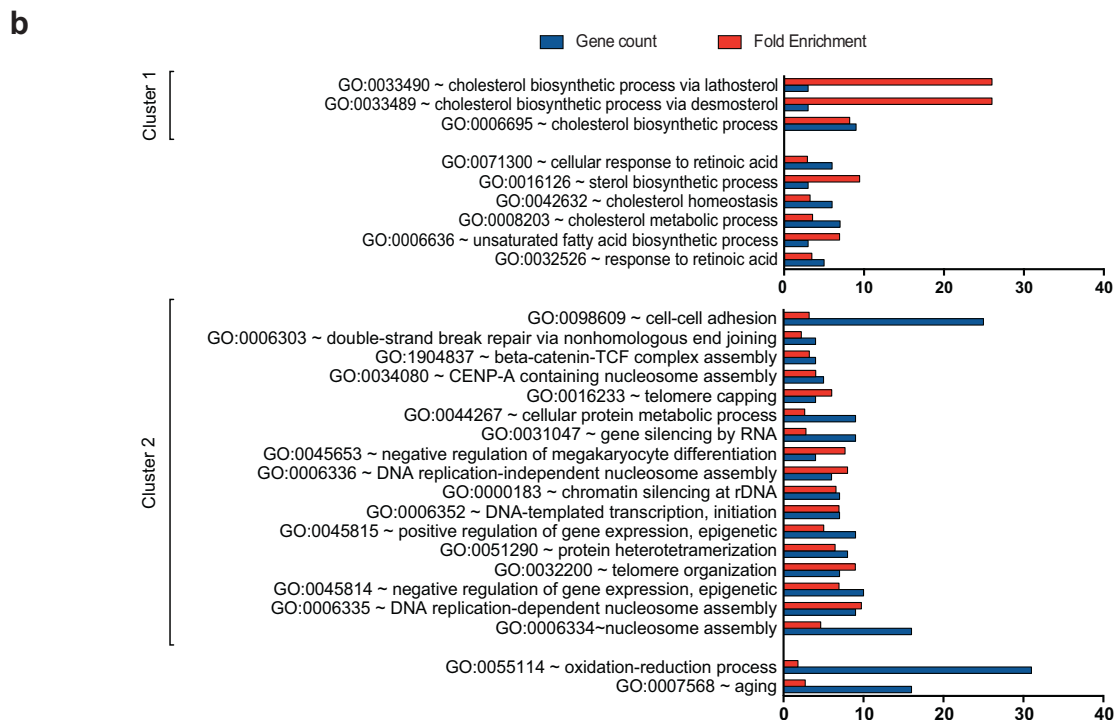 b
Gene count Fold Enrichment
Cluster 1
GO:0033490 ~ cholesterol biosynthetic process via lathosterol
GO:0033489 ~ cholesterol biosynthetic process via desmosterol
GO:0006695 ~ cholesterol biosynthetic process
GO:0071300 ~ cellular response to retinoic acid
GO:0016126 ~ sterol biosynthetic process
GO:0042632 ~ cholesterol homeostasis
GO:0008203 ~ cholesterol metabolic process
GO:0006636 ~ unsaturated fatty acid biosynthetic process
GO:0032526 ~ response to retinoic acid
0 10 20 30 40
Cluster 2
GO:0098609 ~ cell-cell adhesion
GO:0006303 ~ double-strand break repair via nonhomologous end joining
GO:1904837 ~ beta-catenin-TCF complex assembly
GO:0034080 ~ CENP-A containing nucleosome assembly
GO:0016233 ~ telomere capping
GO:0044267 ~ cellular protein metabolic process
GO:0031047 ~ gene silencing by RNA
GO:0045653 ~ negative regulation of megakaryocyte differentiation
GO:0006336 ~ DNA replication-independent nucleosome assembly
GO:0000183 ~ chromatin silencing at rDNA
GO:0006352 ~ DNA-templated transcription, initiation
GO:0045815 ~ positive regulation of gene expression, epigenetic
GO:0051290 ~ protein heterotetramerization
GO:0032200 ~ telomere organization
GO:0045814 ~ negative regulation of gene expression, epigenetic
GO:0006335 ~ DNA replication-dependent nucleosome assembly
GO:0006334~nucleosome assembly
GO:0055114 ~ oxidation-reduction process
GO:0007568 ~ aging
0 10 20 30 40